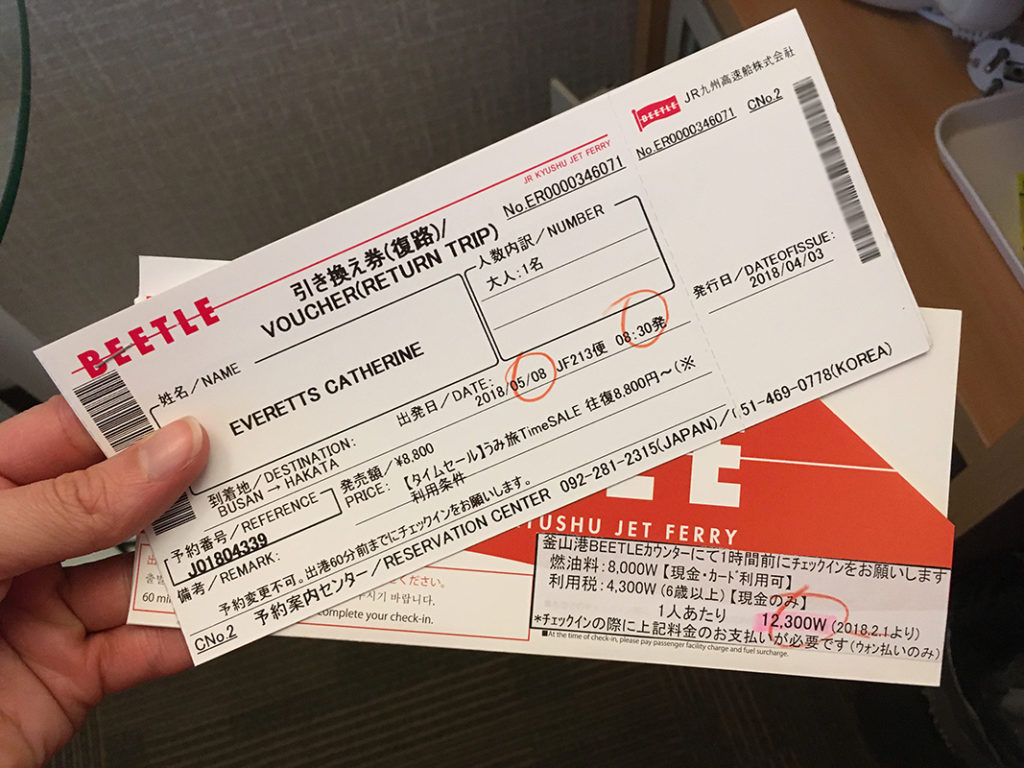 BEETLE
引き換え券(復路)/
VOUCHER(RETURN TRIP)
JR KYUSHU JET FERRY
No.ER0000346071
姓名/NAME
EVERETTS CATHERINE
人数内訳/NUMBER
大人:1名
出発日/DATE:
2018/05/08 JF213便 08:30発
到着地/DESTINATION:
BUSAN → HAKATA
発売額/¥8,800
PRICE:
【タイムセール】うみ旅TimeSALE 往復8,800円~(※
利用条件
予約番号/REFERENCE
J01804339
備考/REMARK:
予約変更不可。出港60分前までにチェックインをお願いします。
予約案内センター/RESERVATION CENTER 092-281-2315(JAPAN)/051-469-0778(KOREA)
CNo.2
BEETLE
JR九州高速船株式会社
No.ER0000346071 CNo.2
発行日/DATEOFISSUE:
2018/04/03
LE
KYUSHU JET FERRY
ください。
시기 바랍니다.
60 min
complete your check-in.
釜山港BEETLEカウンターにて1時間前にチェックインをお願いします
燃油料:8,000W【現金・カード利用可】
利用税:4,300W(6歳以上)【現金のみ】
1人あたり 12,300W (2018.2.1より)
*チェックインの際に上記料金のお支払いが必要です(ウォン払いのみ)
■At the time of check-in, please pay passenger facility charge and fuel surcharge.